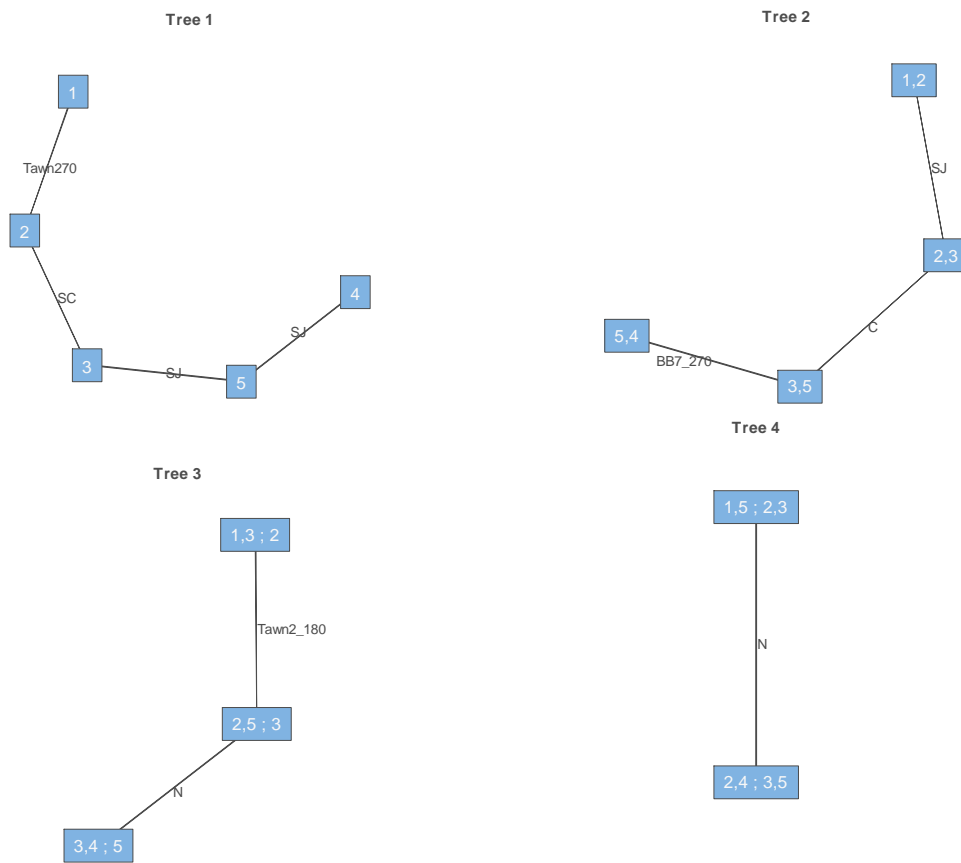 Tree 1
1
Tawn270
2
SC
3
SJ
5
SJ
4
Tree 2
1,2
SJ
2,3
C
5,4
BB7_270
3,5
Tree 3
1,3 ; 2
Tawn2_180
2,5 ; 3
N
3,4 ; 5
Tree 4
1,5 ; 2,3
N
2,4 ; 3,5